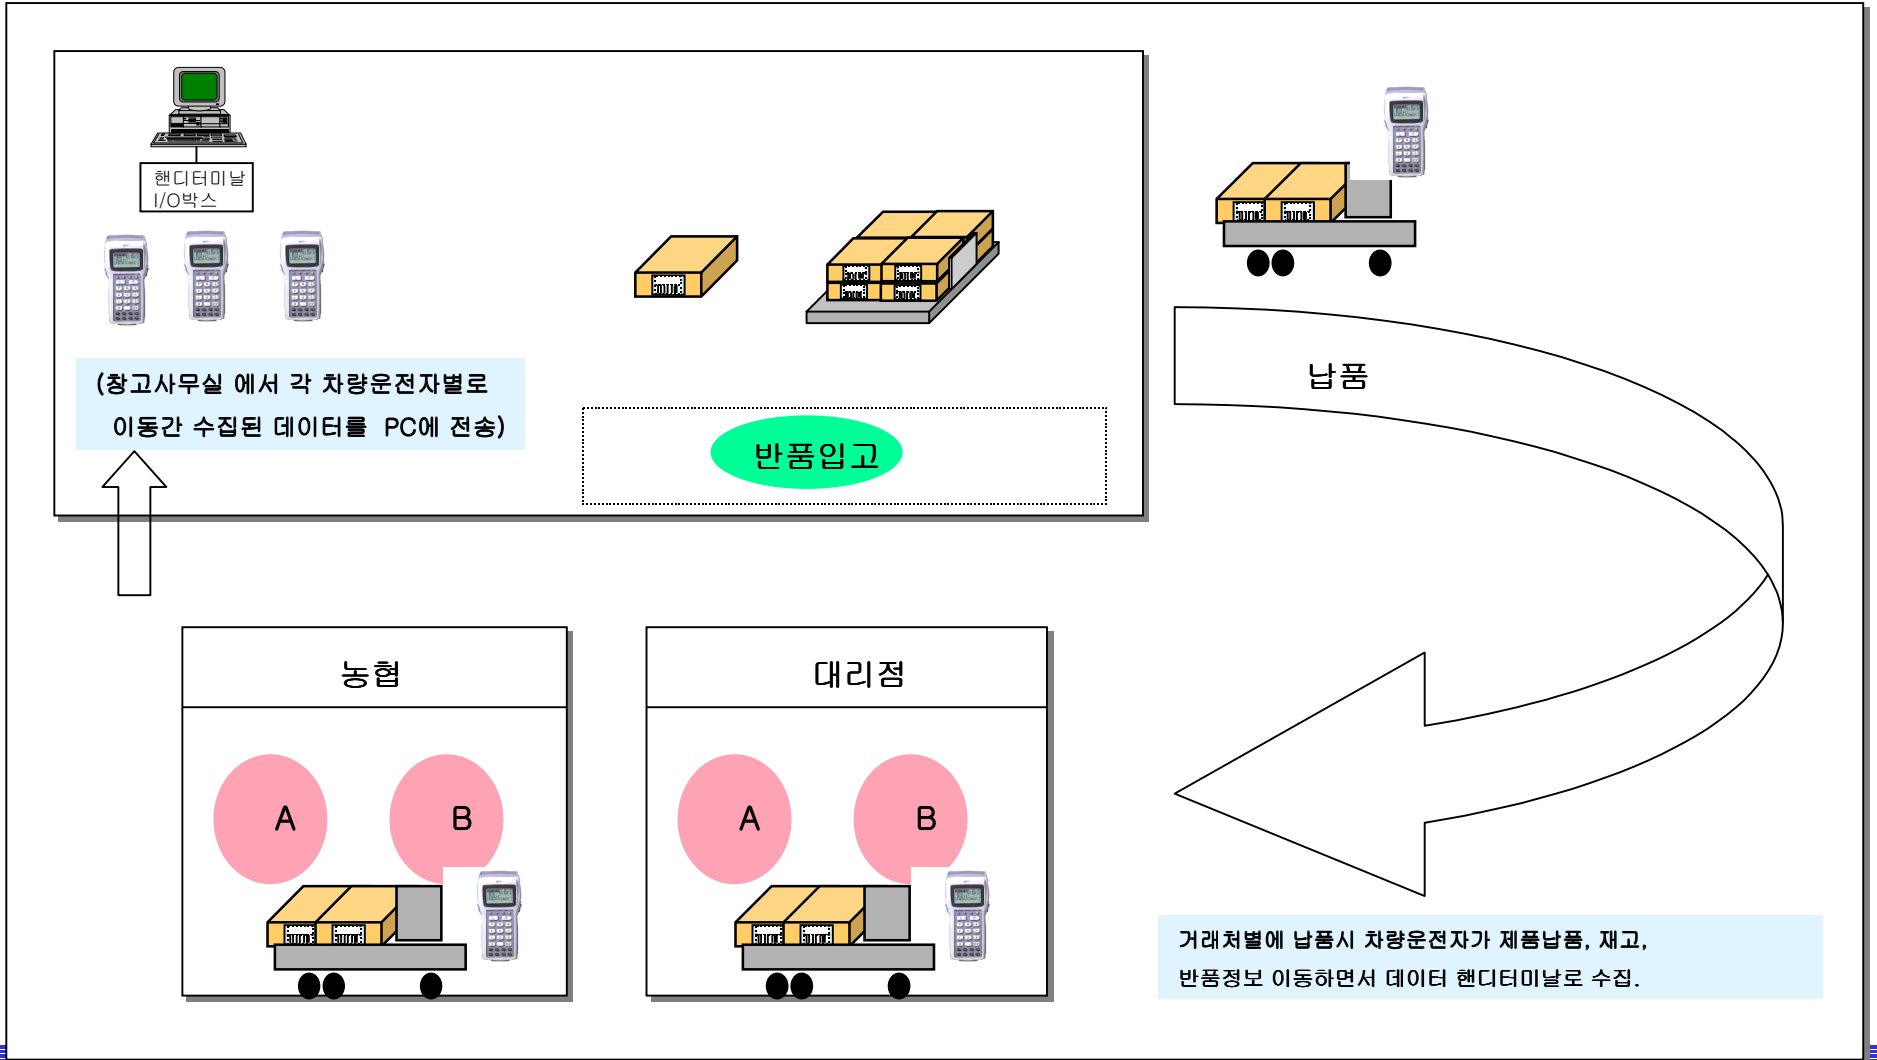 핸디터미날
I/O박스
(창고사무실 에서 각 차량운전자별로
이동간 수집된 데이터를 PC에 전송)
반품입고
납품
농협
대리점
A
B
A
B
거래처별에 납품시 차량운전자가 제품납품, 재고,
반품정보 이동하면서 데이터 핸디터미날로 수집.